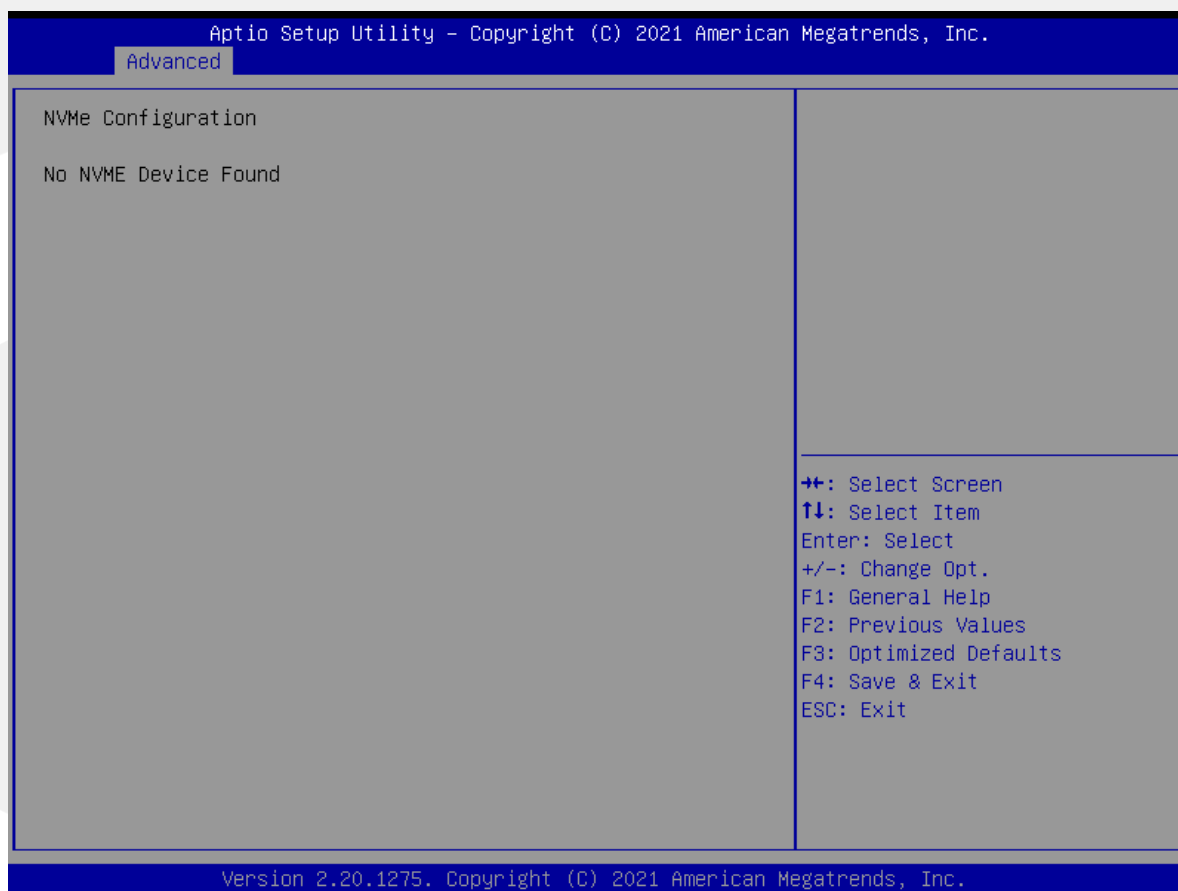 Aptio Setup Utility – Copyright (C) 2021 American Megatrends, Inc.
Advanced
NVMe Configuration
No NVME Device Found
→←: Select Screen
↑↓: Select Item
Enter: Select
+/-: Change Opt.
F1: General Help
F2: Previous Values
F3: Optimized Defaults
F4: Save & Exit
ESC: Exit
Version 2.20.1275. Copyright (C) 2021 American Megatrends, Inc.